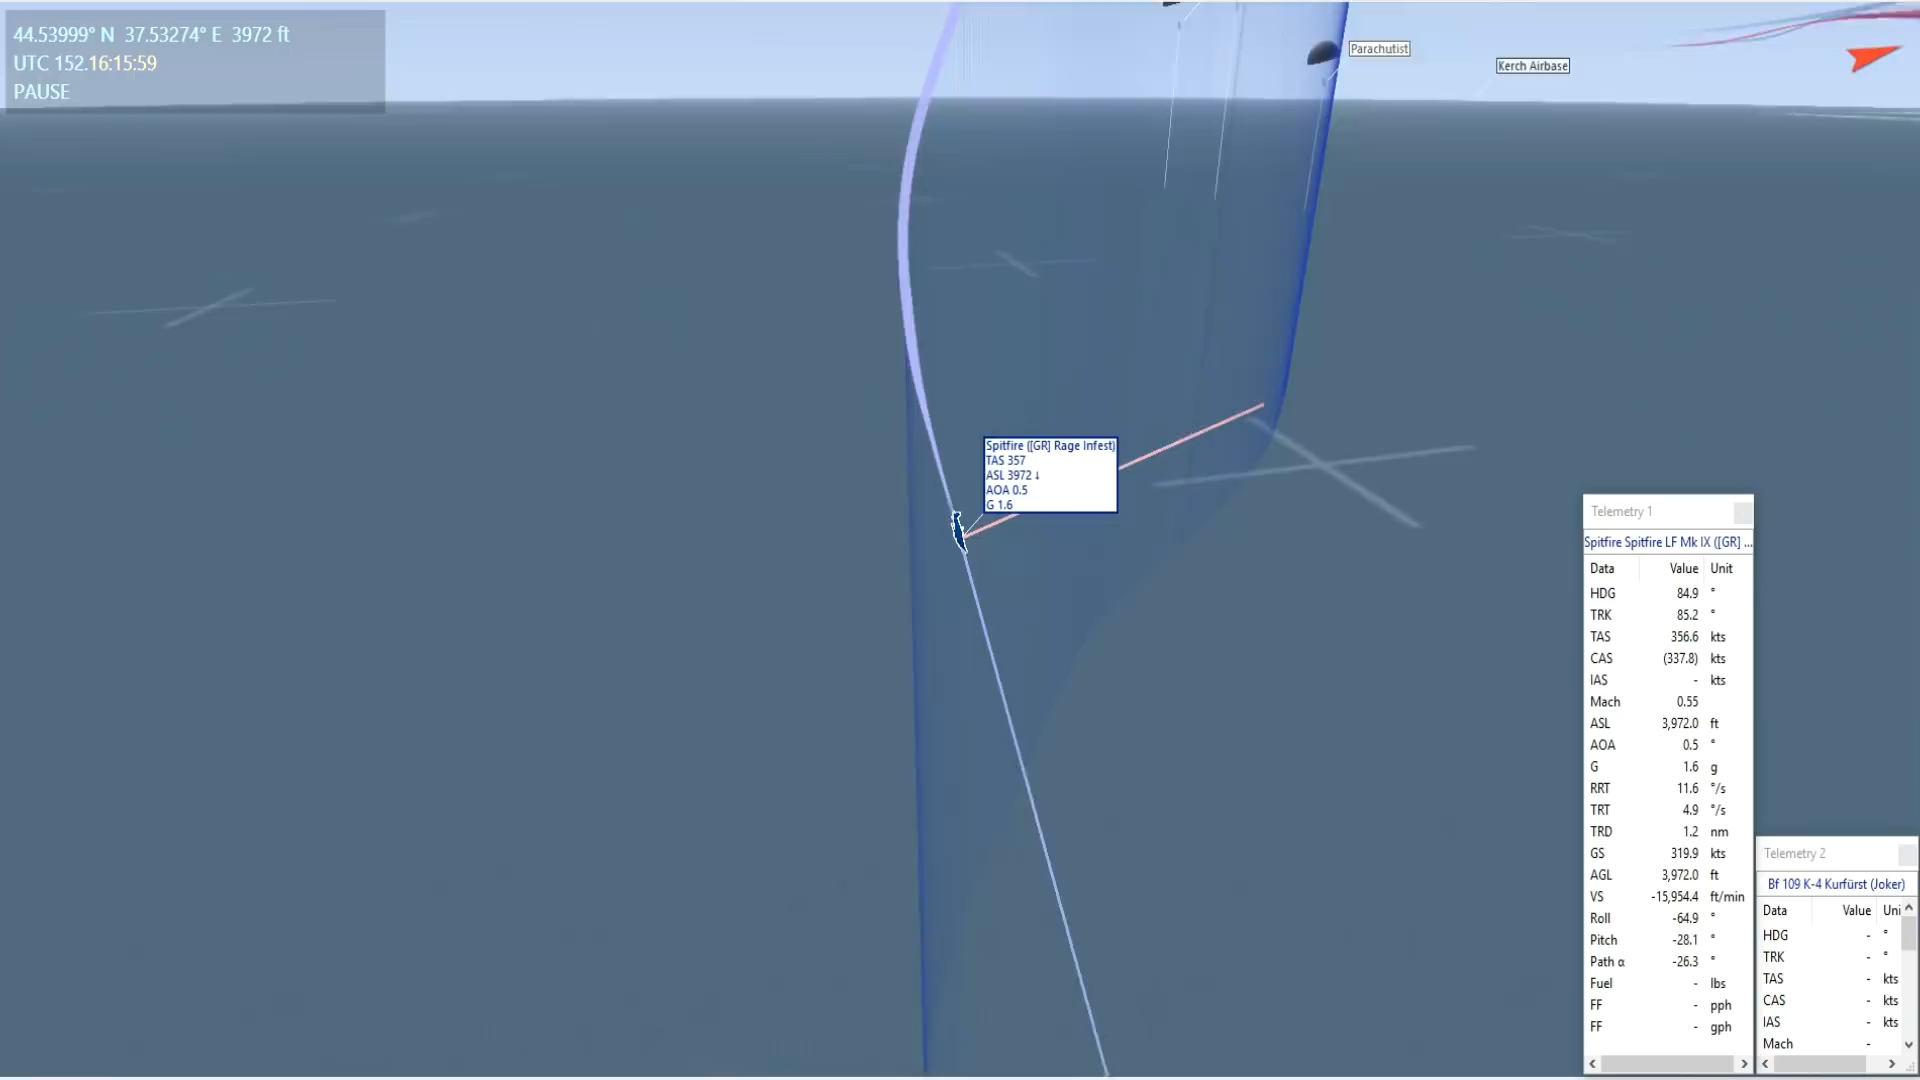 44.53999° N 37.53274° E 3972 ft
UTC 152.16:15:59
PAUSE
Parachutist
Kerch Airbase
Spitfire ([GR] Rage Infest)
TAS 357
ASL 3972 ↓
AOA 0.5
G 1.6
Telemetry 1
Spitfire Spitfire LF Mk IX ([GR] ...
Data Value Unit
HDG 84.9 °
TRK 85.2 °
TAS 356.6 kts
CAS (337.8) kts
IAS - kts
Mach 0.55
ASL 3,972.0 ft
AOA 0.5 °
G 1.6 g
RRT 11.6 °/s
TRT 4.9 °/s
TRD 1.2 nm
GS 319.9 kts
AGL 3,972.0 ft
VS -15,954.4 ft/min
Roll -64.9 °
Pitch -28.1 °
Path α -26.3 °
Fuel - lbs
FF - pph
FF - gph
Telemetry 2
Bf 109 K-4 Kurfürst (Joker)
Data Value Uni
HDG - °
TRK - °
TAS - kts
CAS - kts
IAS - kts
Mach -